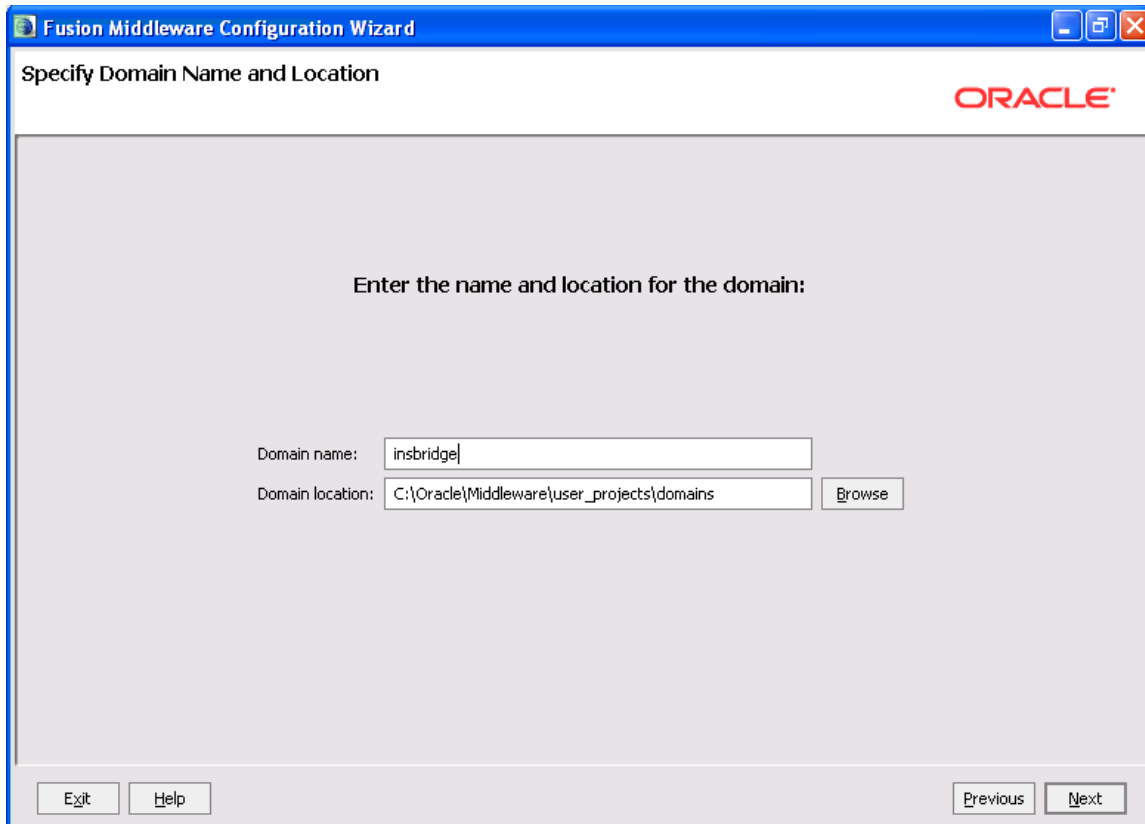 Fusion Middleware Configuration Wizard
Specify Domain Name and Location
ORACLE
Enter the name and location for the domain:
Domain name: insbridge
Domain location: C:\Oracle\Middleware\user_projects\domains Browse
Exit Help Previous Next